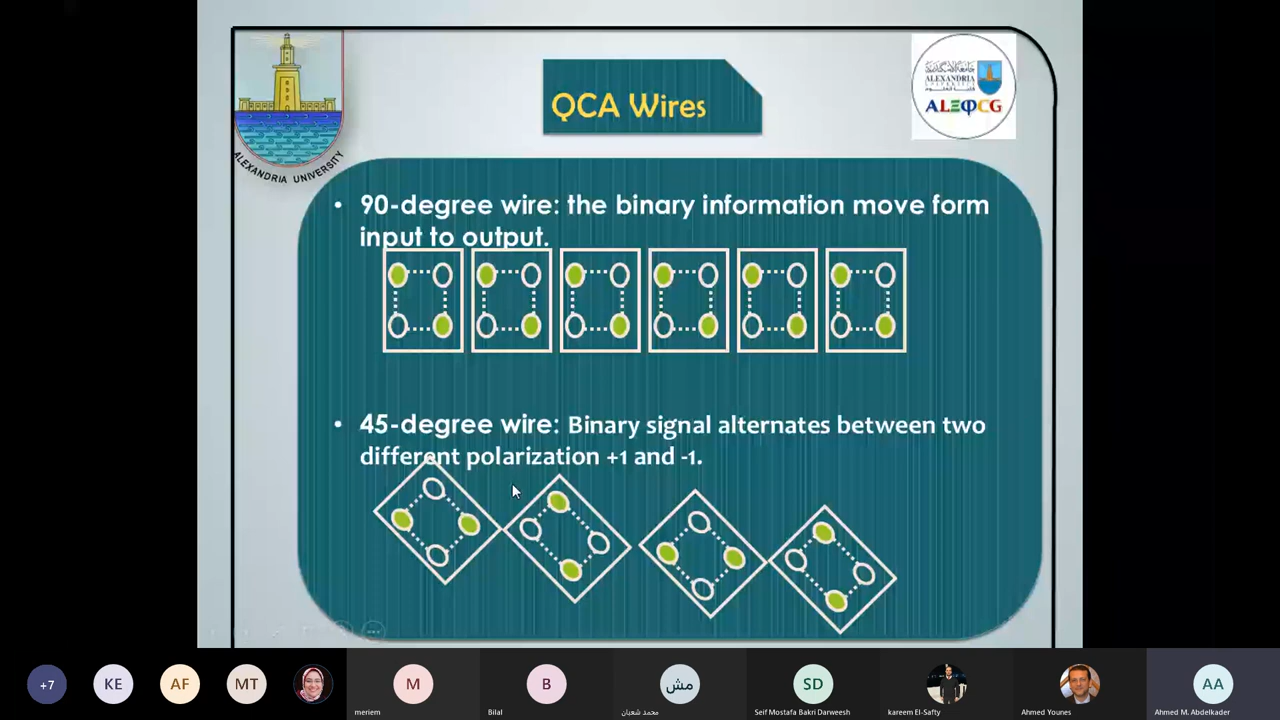 QCA Wires
ALEXANDRIA UNIVERSITY
ALEXANDRIA
ALEφCG
• 90-degree wire: the binary information move form
input to output.
• 45-degree wire: Binary signal alternates between two
different polarization +1 and -1.
+7
KE
AF
MT
M
meriem
B
Bilal
مش
محمد شعبان
SD
Seif Mostafa Bakri Darweesh
kareem El-Safty
Ahmed Younes
AA
Ahmed M. Abdelkader